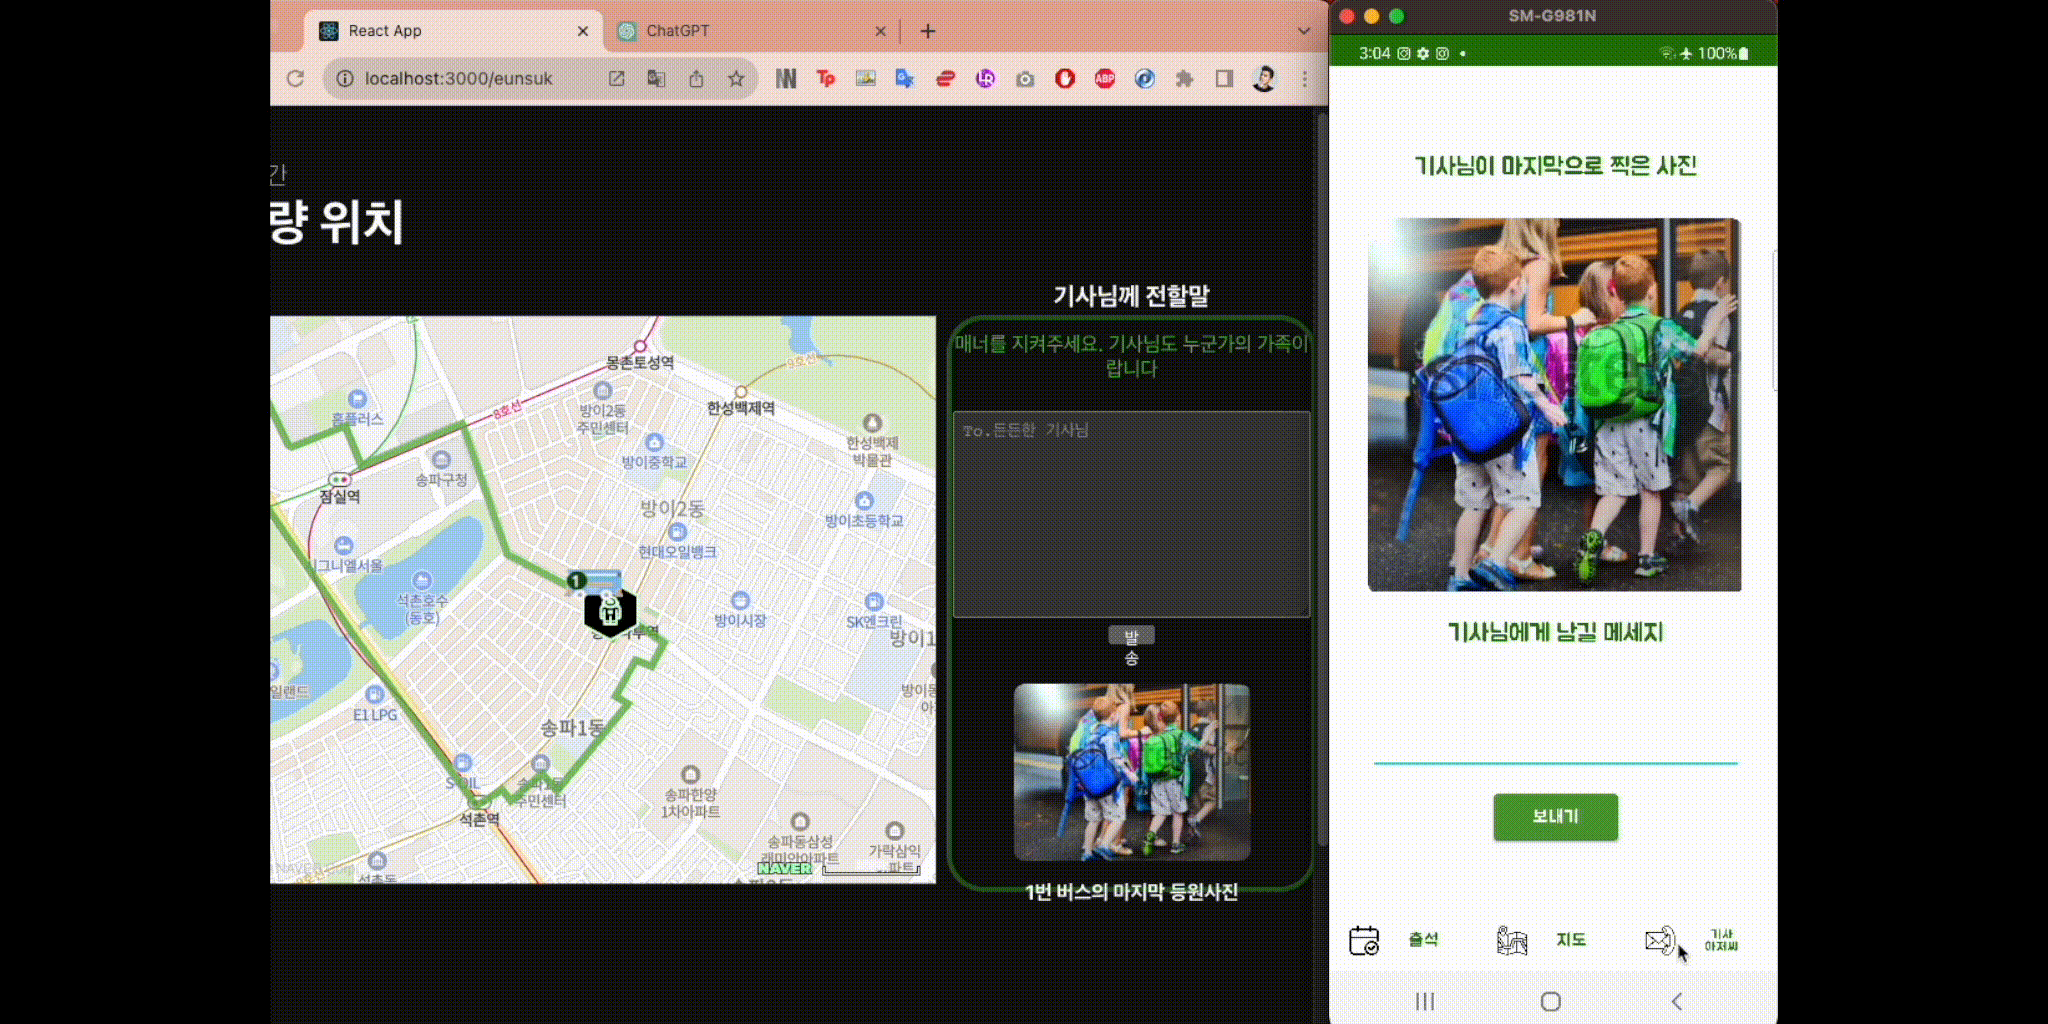 React App
ChatGPT
localhost:3000/eunsuk
ABP
간
량 위치
기사님께 전할말
매너를 지켜주세요. 기사님도 누군가의 가족이
랍니다
To.든든한 기사님
발
송
1번 버스의 마지막 등원사진
몽촌토성역
8호선
9호선
한성백제역
홈플러스
방이2동
주민센터
한성백제
박물관
방이중학교
송파구청
잠실역
방이2동
방이초등학교
현대오일뱅크
시그니엘서울
석촌호수
(동호)
1
H
방이시장
SK엔크린
방이1
E1 LPG
송파1동
S-OIL
주민센터
석촌역
송파한양
1차아파트
송파동삼성
래미안아파트
가락삼익
파트
NAVER
SM-G981N
3:04
100%
기사님이 마지막으로 찍은 사진
기사님에게 남길 메세지
보내기
출석
지도
기사
아저씨